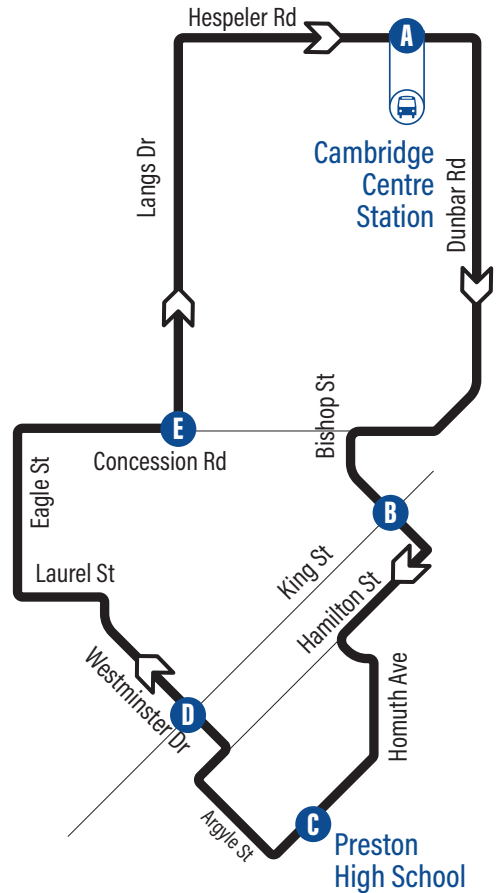 Hespeler Rd
A
Cambridge
Centre
Station
Langs Dr
Dunbar Rd
Bishop St
E
Concession Rd
Eagle St
B
King St
Laurel St
Hamilton St
Westminster Dr
D
Homuth Ave
Argyle St
C
Preston
High School